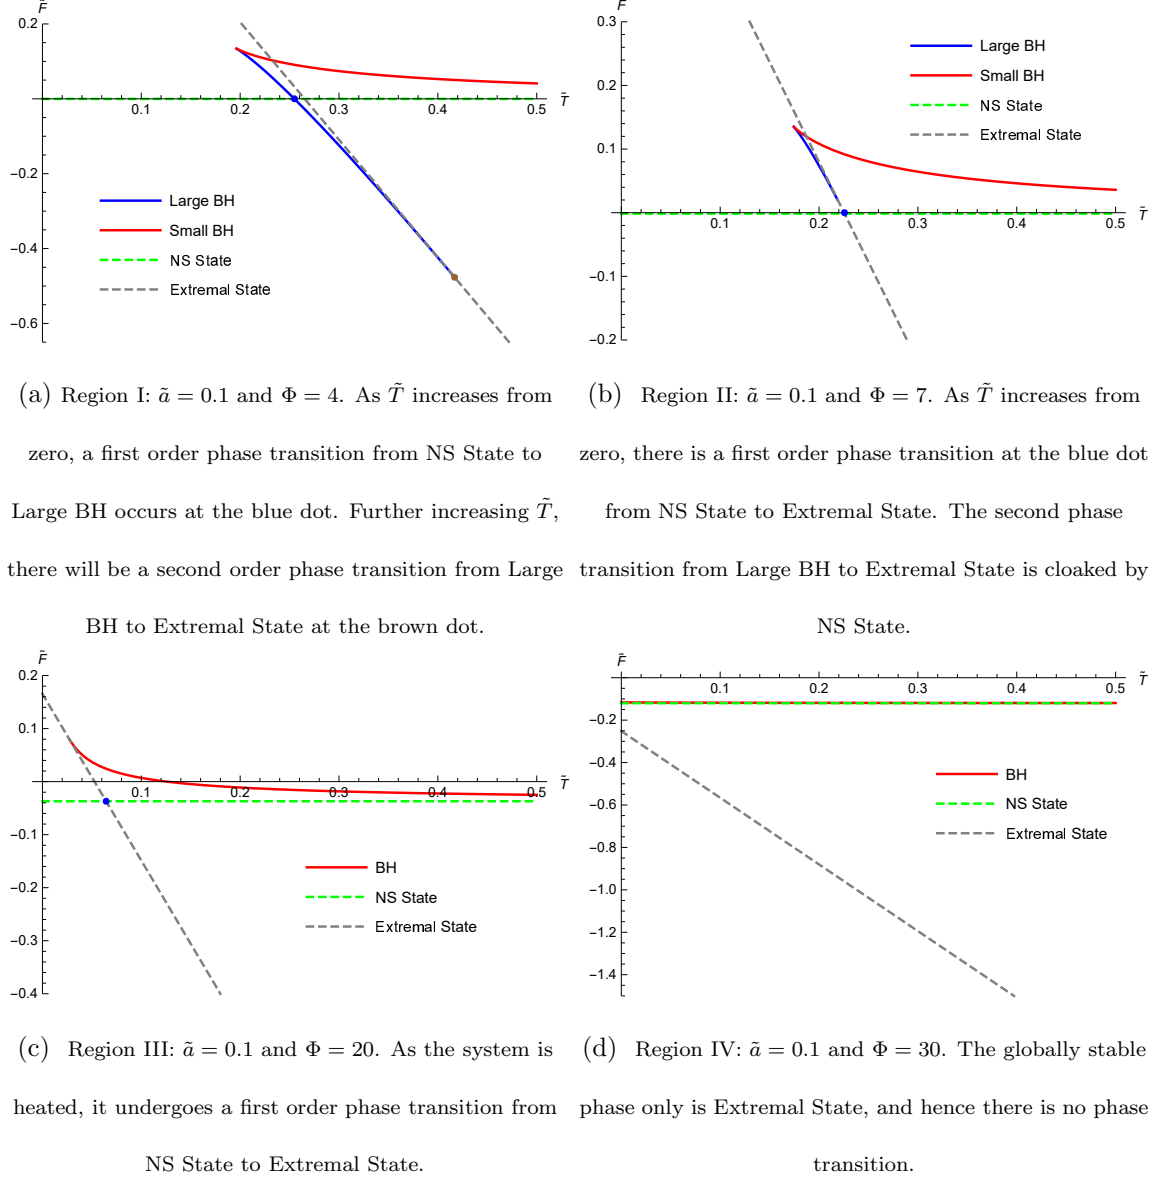 F̃
F̃
0.2
−0.2
−0.4
−0.6
0.1 0.2 0.3 0.4 0.5 T̃
Large BH
Small BH
NS State
Extremal State
0.3
0.2
0.1
−0.1
−0.2
0.1 0.2 0.3 0.4 0.5 T̃
Large BH
Small BH
NS State
Extremal State
(a) Region I: ã = 0.1 and Φ = 4. As T̃ increases from
zero, a first order phase transition from NS State to
Large BH occurs at the blue dot. Further increasing T̃,
there will be a second order phase transition from Large
BH to Extremal State at the brown dot.
(b) Region II: ã = 0.1 and Φ = 7. As T̃ increases from
zero, there is a first order phase transition at the blue dot
from NS State to Extremal State. The second phase
transition from Large BH to Extremal State is cloaked by
NS State.
F̃
0.2
0.1
−0.1
−0.2
−0.3
−0.4
0.1 0.2 0.3 0.4 0.5 T̃
BH
NS State
Extremal State
F̃
0.1 0.2 0.3 0.4 0.5 T̃
−0.2
−0.4
−0.6
−0.8
−1.0
−1.2
−1.4
BH
NS State
Extremal State
(c) Region III: ã = 0.1 and Φ = 20. As the system is
heated, it undergoes a first order phase transition from
NS State to Extremal State.
(d) Region IV: ã = 0.1 and Φ = 30. The globally stable
phase only is Extremal State, and hence there is no phase
transition.